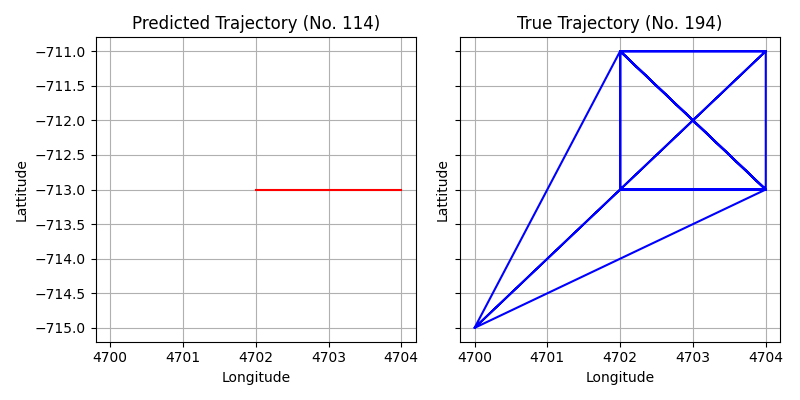 Predicted Trajectory (No. 114)
True Trajectory (No. 194)
Lattitude
−711.0
−711.5
−712.0
−712.5
−713.0
−713.5
−714.0
−714.5
−715.0
4700 4701 4702 4703 4704
Longitude
Lattitude
4700 4701 4702 4703 4704
Longitude